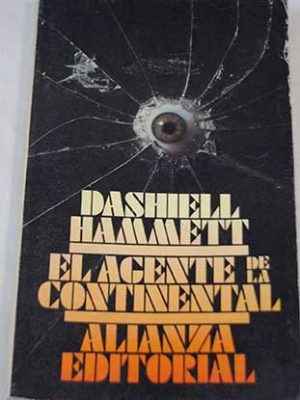 DASHIELL
HAMMETT
EL AGENTE DE LA
CONTINENTAL
ALIANZA
EDITORIAL